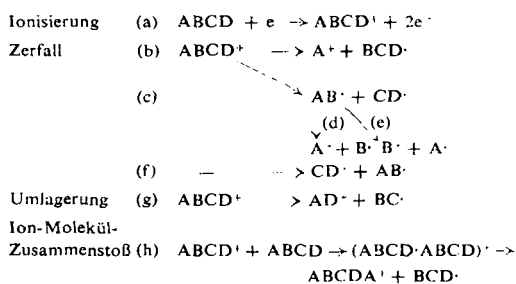 Ionisierung (a) ABCD + e → ABCD⁺ + 2e⁻
Zerfall (b) ABCD⁺ —> A⁺ + BCD·
(c) AB⁺ + CD·
(d) (e)
A⁺ + B· B⁺ + A·
(f) — -> CD⁺ + AB·
Umlagerung (g) ABCD⁺ > AD⁺ + BC·
Ion-Molekül-
Zusammenstoß (h) ABCD⁺ + ABCD → (ABCD·ABCD)⁺ —>
ABCDA⁺ + BCD·